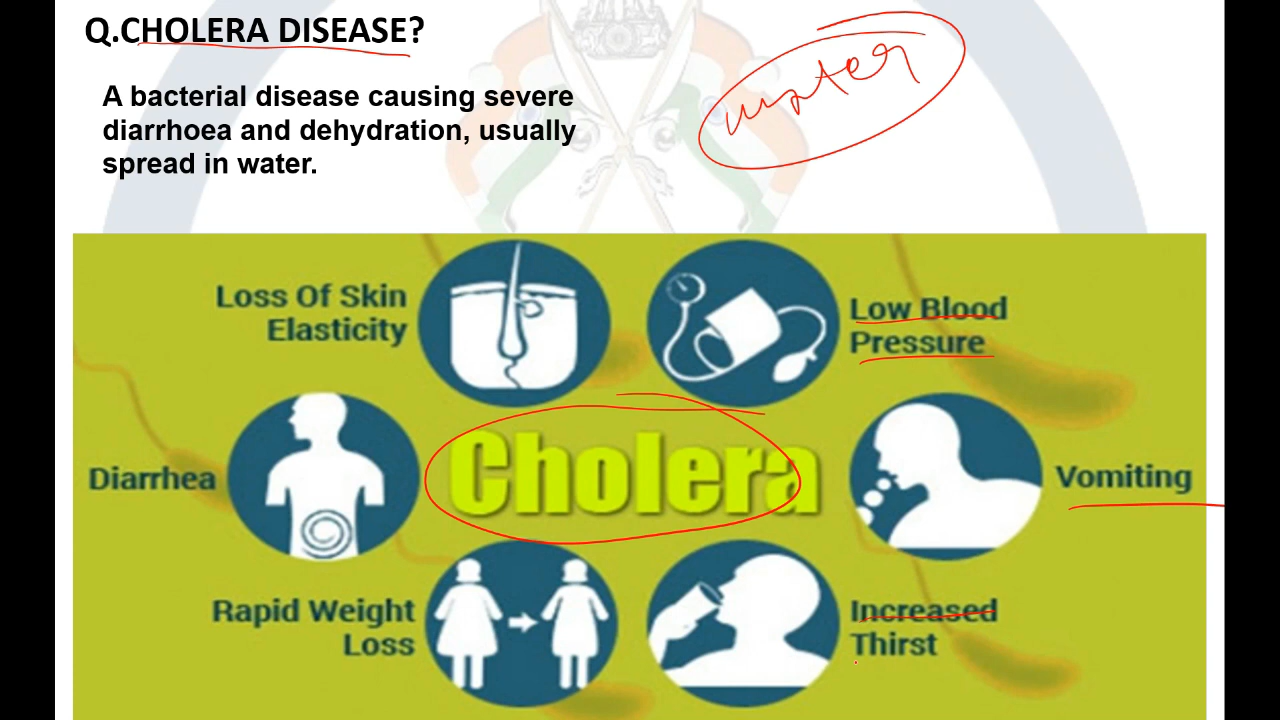 Q.CHOLERA DISEASE?
water
A bacterial disease causing severe
diarrhoea and dehydration, usually
spread in water.
Loss Of Skin
Elasticity
Low Blood
Pressure
Diarrhea
Cholera
Vomiting
Rapid Weight
Loss
Increased
Thirst